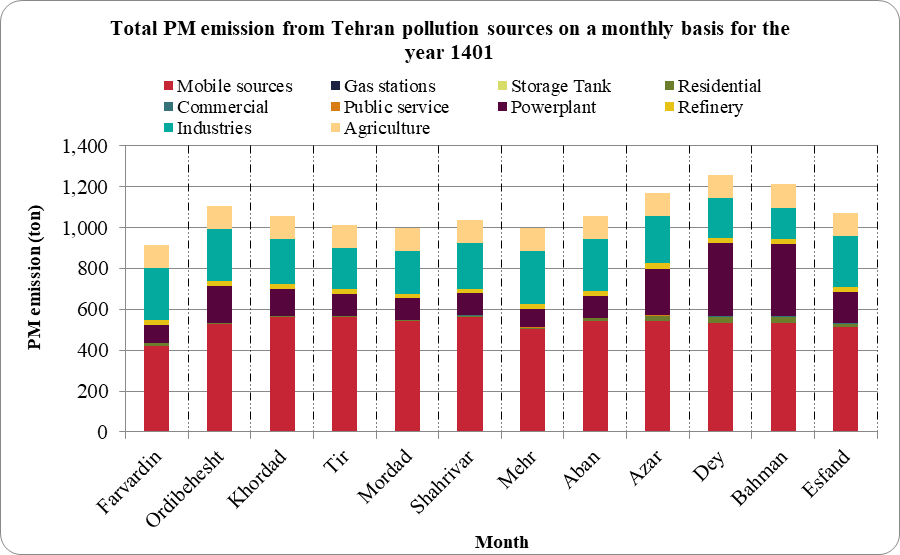 Total PM emission from Tehran pollution sources on a monthly basis for the
year 1401
Mobile sources Gas stations Storage Tank Residential
Commercial Public service Powerplant Refinery
Industries Agriculture
1,400
1,200
1,000
800
600
400
200
0
PM emission (ton)
Farvardin
Ordibehesht
Khordad
Tir
Mordad
Shahrivar
Mehr
Aban
Azar
Dey
Bahman
Esfand
Month